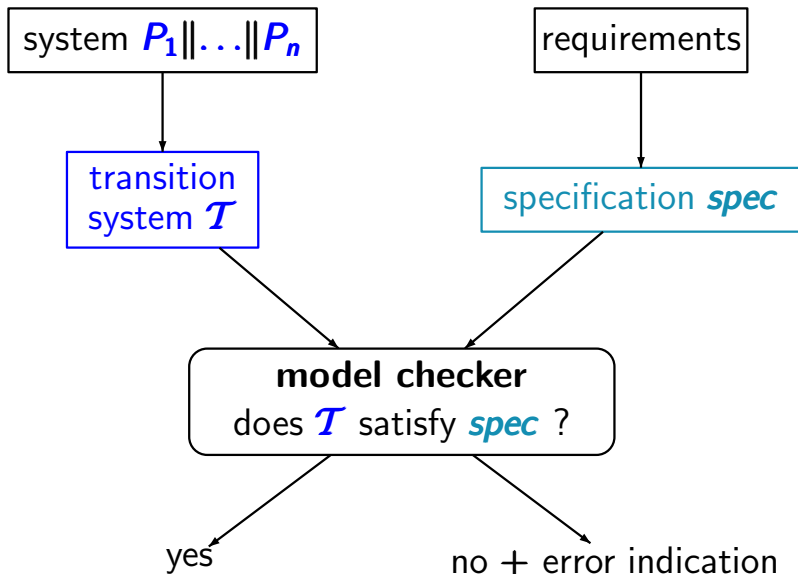 system P₁‖...‖Pₙ
requirements
transition
system 𝒯
specification spec
model checker
does 𝒯 satisfy spec ?
yes
no + error indication